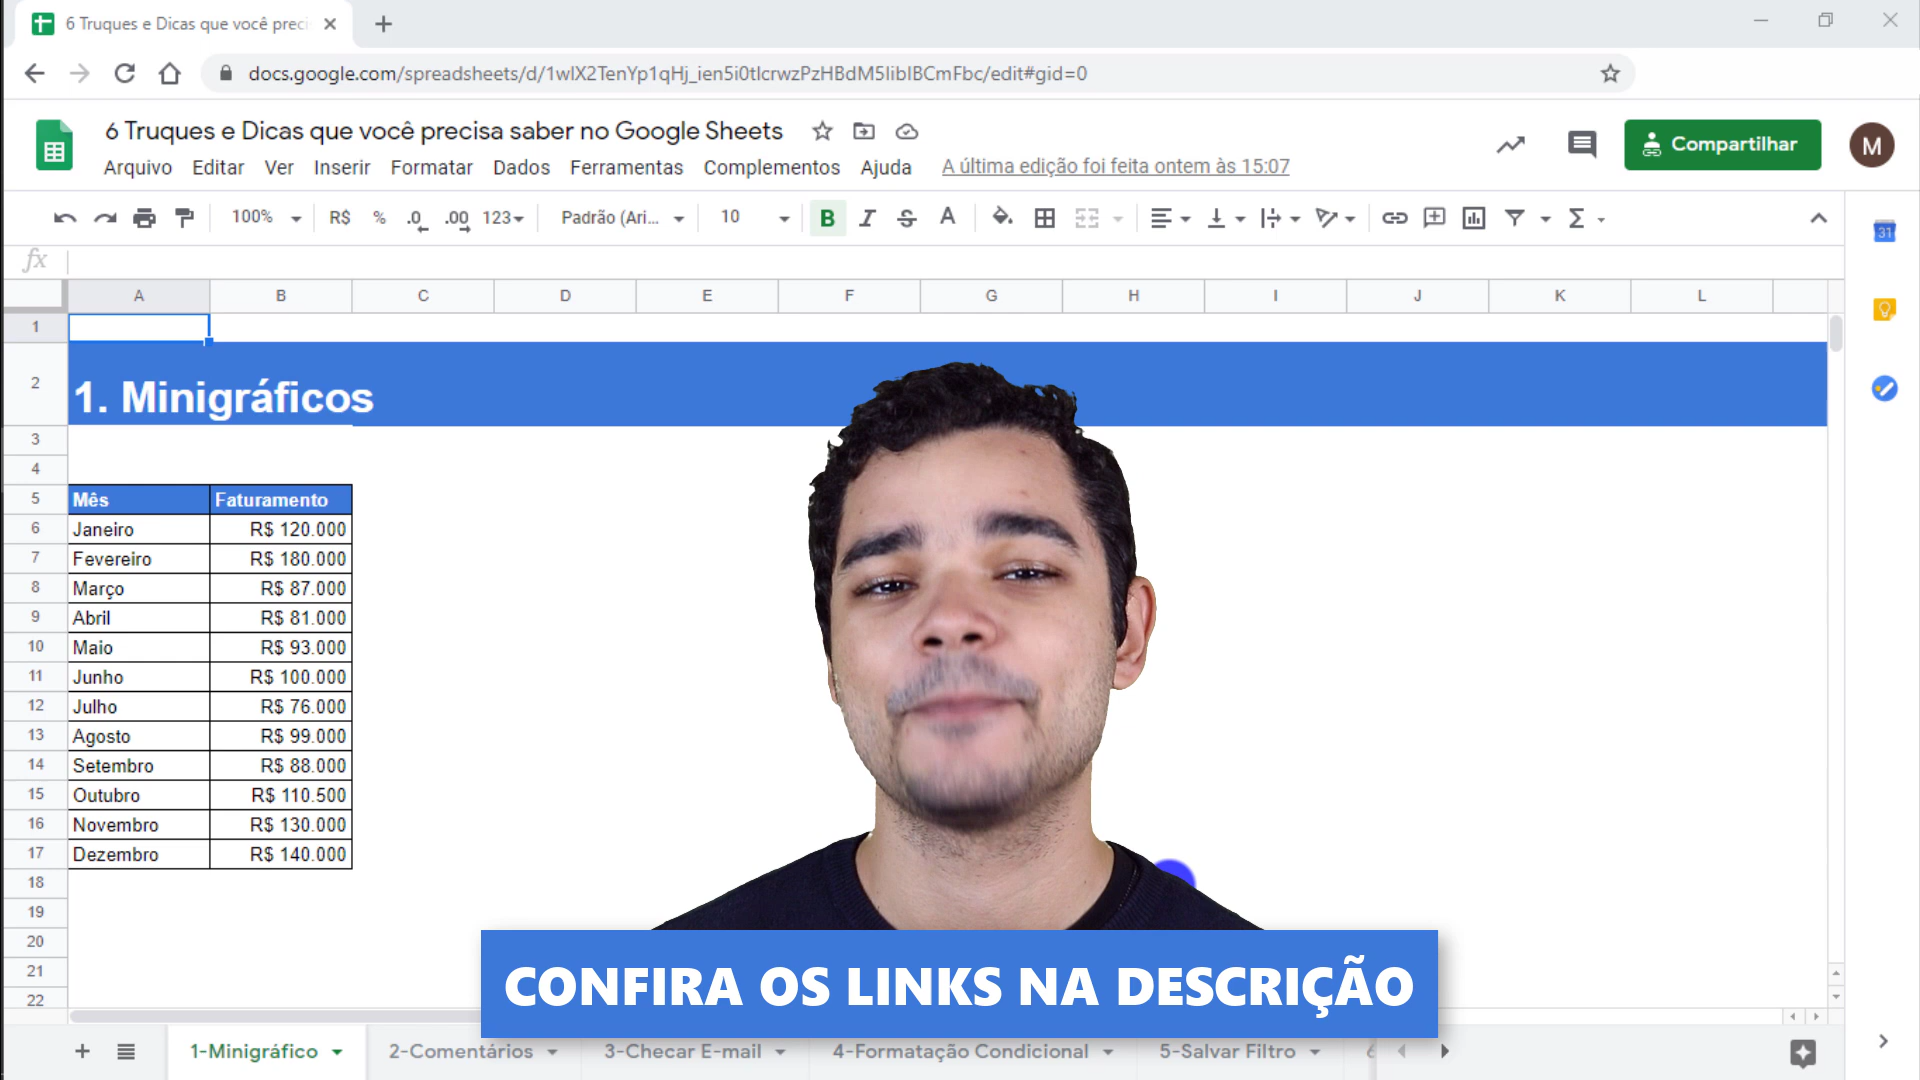 6 Truques e Dicas que você preci
docs.google.com/spreadsheets/d/1wlX2TenYp1qHj_ien5i0tIcrwzPzHBdM5IibIBCmFbc/edit#gid=0
6 Truques e Dicas que você precisa saber no Google Sheets
Arquivo Editar Ver Inserir Formatar Dados Ferramentas Complementos Ajuda A última edição foi feita ontem às 15:07
Compartilhar
M
100% R$ % .0 .00 123 Padrão (Ari... 10 B I S A Σ
31
fx
A B C D E F G H I J K L
1
2 1. Minigráficos
3
4
5 Mês Faturamento
6 Janeiro R$ 120.000
7 Fevereiro R$ 180.000
8 Março R$ 87.000
9 Abril R$ 81.000
10 Maio R$ 93.000
11 Junho R$ 100.000
12 Julho R$ 76.000
13 Agosto R$ 99.000
14 Setembro R$ 88.000
15 Outubro R$ 110.500
16 Novembro R$ 130.000
17 Dezembro R$ 140.000
18
19
20
21
22
CONFIRA OS LINKS NA DESCRIÇÃO
1-Minigráfico 2-Comentários 3-Checar E-mail 4-Formatação Condicional 5-Salvar Filtro